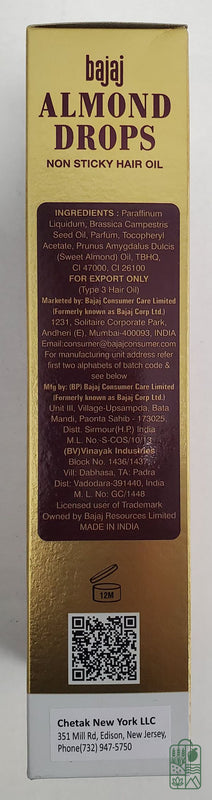 bajaj
ALMOND
DROPS
NON STICKY HAIR OIL
INGREDIENTS : Paraffinum
Liquidum, Brassica Campestris
Seed Oil, Parfum, Tocopheryl
Acetate, Prunus Amygdalus Dulcis
(Sweet Almond) Oil, TBHQ,
CI 47000, CI 26100
FOR EXPORT ONLY
(Type 3 Hair Oil)
Marketed by: Bajaj Consumer Care Limited
(Formerly known as Bajaj Corp Ltd.)
1231, Solitaire Corporate Park,
Andheri (E), Mumbai-400093, INDIA
Email:consumer@bajajconsumer.com
For manufacturing unit address refer
first two alphabets of batch code &
see below
Mfg by: (BP) Bajaj Consumer Care Limited
(Formerly known as Bajaj Corp Ltd.)
Unit III, Village-Upsampda, Bata
Mandi, Paonta Sahib - 173025.
Distt. Sirmour(H.P) India
M.L. No.-S-COS/10/13
(BV)Vinayak Industries
Block No. 1436/1437,
Vill: Dabhasa, TA: Padra
Dist: Vadodara-391440, India
M. L. No: GC/1448
Licensed user of Trademark
Owned by Bajaj Resources Limited
MADE IN INDIA
12M
Chetak New York LLC
351 Mill Rd, Edison, New Jersey,
Phone(732) 947-5750